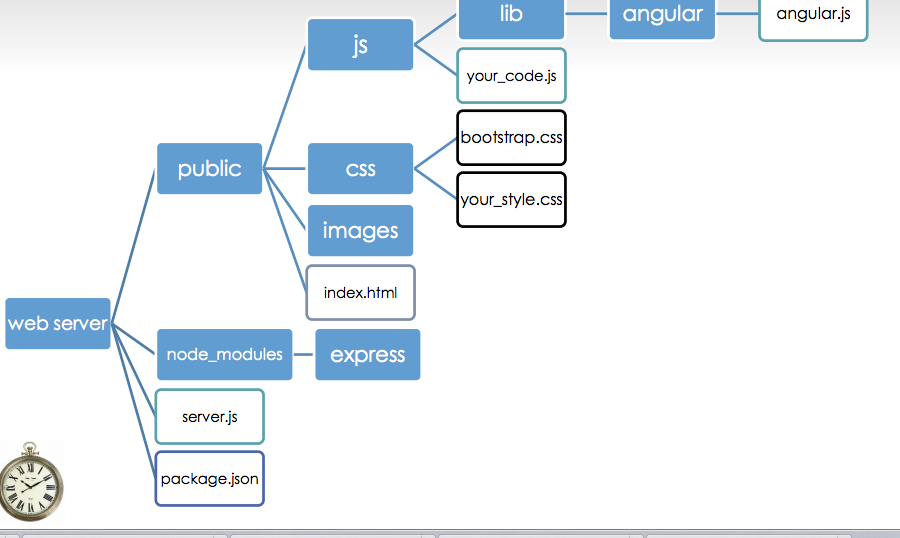 lib
angular
angular.js
js
your_code.js
bootstrap.css
public
css
your_style.css
images
index.html
web server
node_modules
express
server.js
package.json